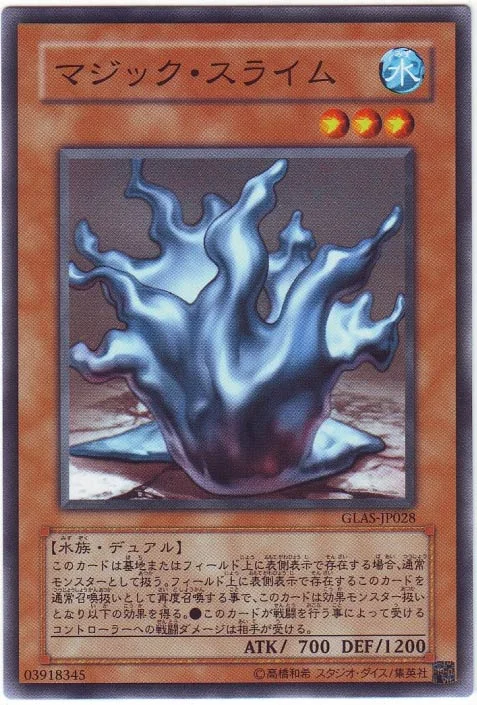 マジック・スライム
水
GLAS-JP028
【水族・デュアル】
このカードは墓地またはフィールド上に表側表示で存在する場合、通常
モンスターとして扱う。フィールド上に表側表示で存在するこのカードを
通常召喚扱いとして再度召喚する事で、このカードは効果モンスター扱い
となり以下の効果を得る。●このカードが戦闘を行う事によって受ける
コントローラーへの戦闘ダメージは相手が受ける。
ATK/ 700 DEF/1200
03918345
©高橋和希 スタジオ・ダイス/集英社